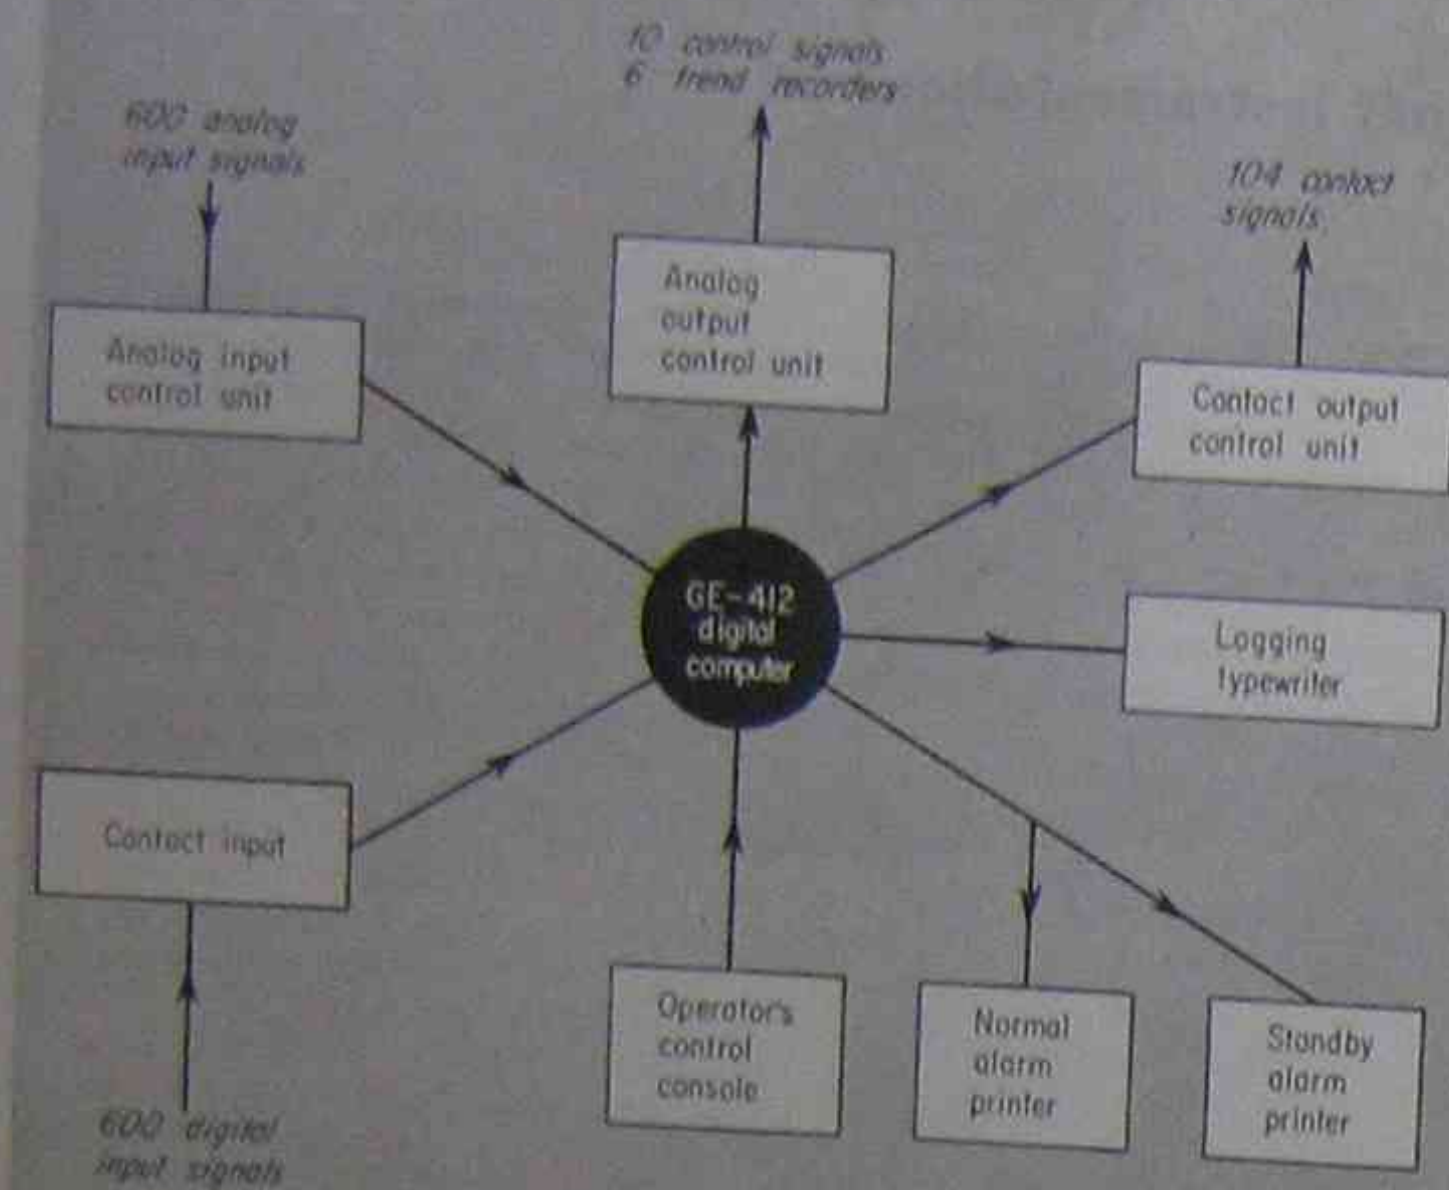 10 control signals
6 trend recorders
600 analog
input signals
104 contact
signals
Analog
output
control unit
Analog input
control unit
Contact output
control unit
GE-412
digital
computer
Logging
typewriter
Contact input
Operator's
control
console
Normal
alarm
printer
Standby
alarm
printer
600 digital
input signals